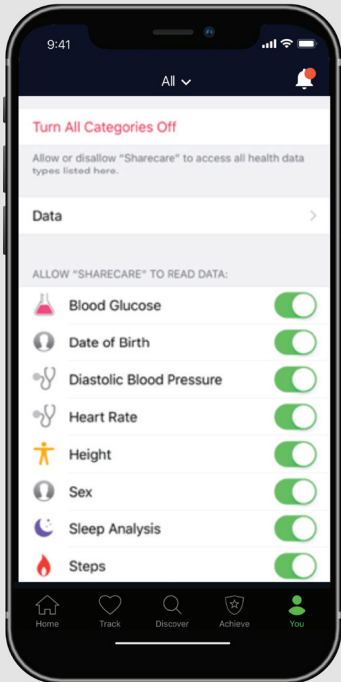 9:41
All
Turn All Categories Off
Allow or disallow "Sharecare" to access all health data
types listed here.
Data
ALLOW "SHARECARE" TO READ DATA:
Blood Glucose
Date of Birth
Diastolic Blood Pressure
Heart Rate
Height
Sex
Sleep Analysis
Steps
Home Track Discover Achieve You